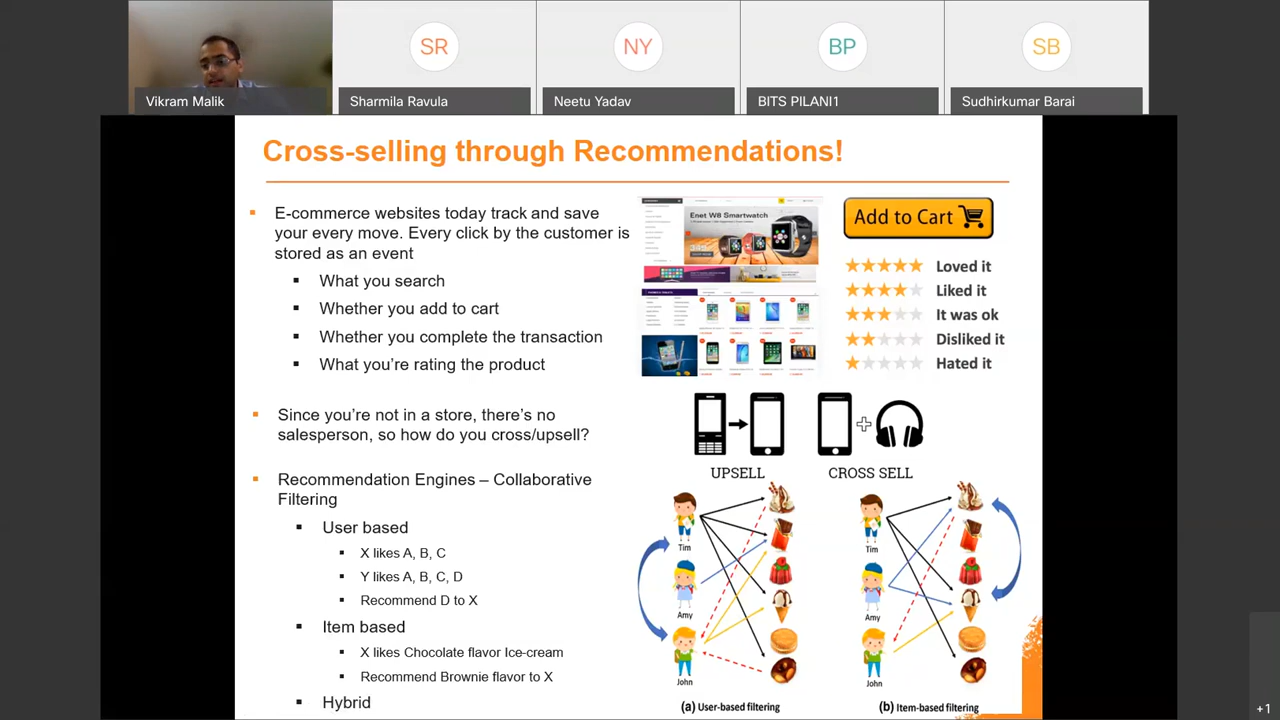 SR
NY
BP
SB
Vikram Malik
Sharmila Ravula
Neetu Yadav
BITS PILANI1
Sudhirkumar Barai
Cross-selling through Recommendations!
E-commerce websites today track and save
your every move. Every click by the customer is
stored as an event
What you search
Whether you add to cart
Whether you complete the transaction
What you're rating the product
Enet W8 Smartwatch
Add to Cart
Loved it
Liked it
It was ok
Disliked it
Hated it
Since you're not in a store, there's no
salesperson, so how do you cross/upsell?
UPSELL
CROSS SELL
Recommendation Engines – Collaborative
Filtering
User based
X likes A, B, C
Y likes A, B, C, D
Recommend D to X
Item based
X likes Chocolate flavor Ice-cream
Recommend Brownie flavor to X
Hybrid
Tim
Amy
John
(a) User-based filtering
Tim
Amy
John
(b) Item-based filtering
+1